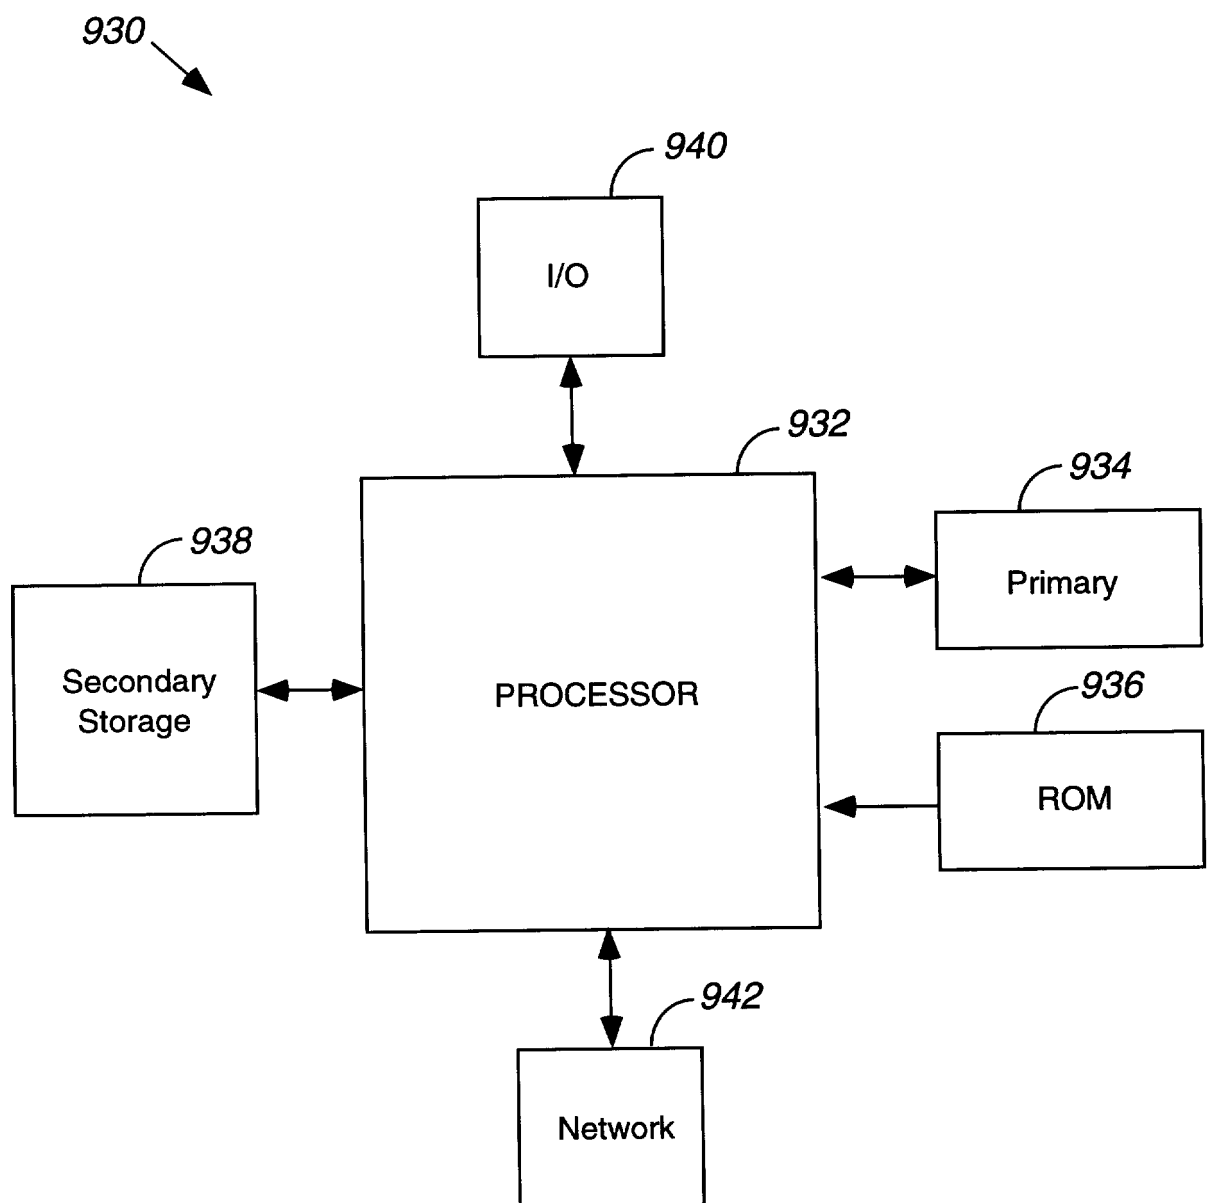 930
940
I/O
932
934
Primary
938
Secondary
Storage
PROCESSOR
936
ROM
942
Network